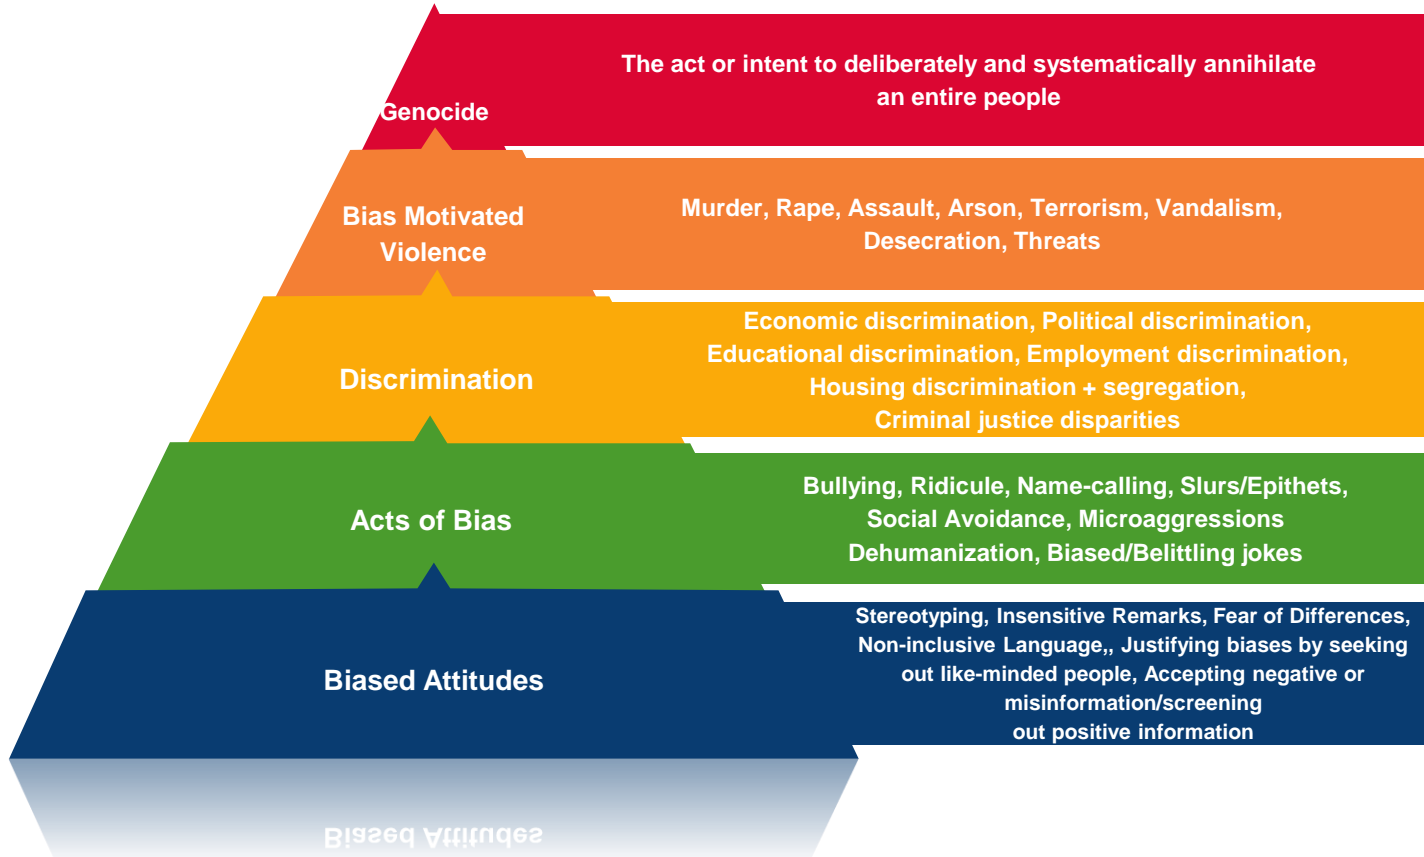 Genocide
The act or intent to deliberately and systematically annihilate
an entire people
Bias Motivated
Violence
Murder, Rape, Assault, Arson, Terrorism, Vandalism,
Desecration, Threats
Discrimination
Economic discrimination, Political discrimination,
Educational discrimination, Employment discrimination,
Housing discrimination + segregation,
Criminal justice disparities
Acts of Bias
Bullying, Ridicule, Name-calling, Slurs/Epithets,
Social Avoidance, Microaggressions
Dehumanization, Biased/Belittling jokes
Biased Attitudes
Stereotyping, Insensitive Remarks, Fear of Differences,
Non-inclusive Language,, Justifying biases by seeking
out like-minded people, Accepting negative or
misinformation/screening
out positive information
Biased Attitudes